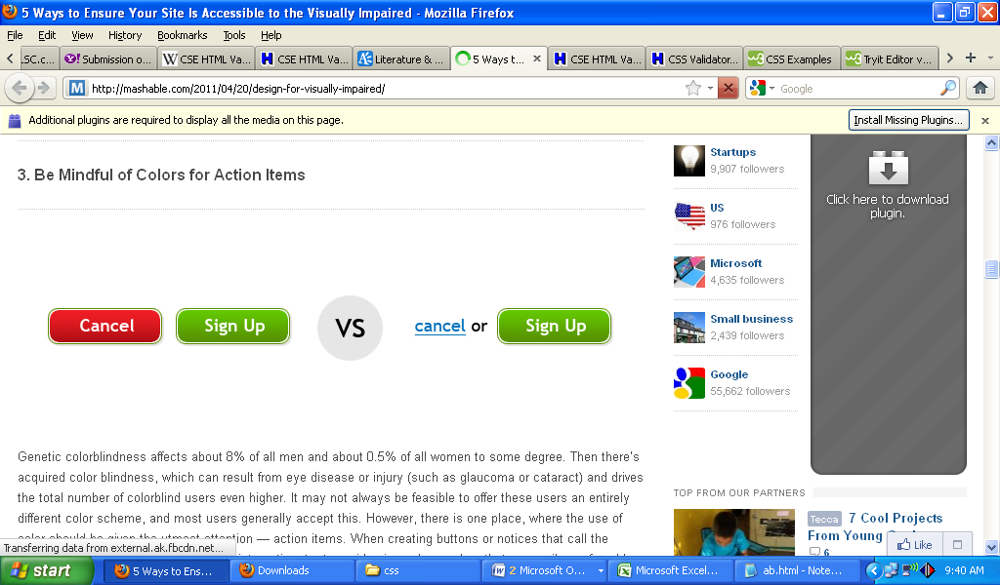 5 Ways to Ensure Your Site Is Accessible to the Visually Impaired - Mozilla Firefox
File Edit View History Bookmarks Tools Help
.SC.c... Submission o... CSE HTML Va... CSE HTML Va... Literature & ... 5 Ways t... CSE HTML Va... CSS Validator... CSS Examples Tryit Editor v...
http://mashable.com/2011/04/20/design-for-visually-impaired/ Google
Additional plugins are required to display all the media on this page. Install Missing Plugins...
3. Be Mindful of Colors for Action Items
Cancel Sign Up VS cancel or Sign Up
Genetic colorblindness affects about 8% of all men and about 0.5% of all women to some degree. Then there's
acquired color blindness, which can result from eye disease or injury (such as glaucoma or cataract) and drives
the total number of colorblind users even higher. It may not always be feasible to offer these users an entirely
different color scheme, and most users generally accept this. However, there is one place, where the use of
color should be given the utmost attention — action items. When creating buttons or notices that call the
Startups
9,907 followers
US
976 followers
Microsoft
4,635 followers
Small business
2,439 followers
Google
55,662 followers
Click here to download
plugin.
TOP FROM OUR PARTNERS
Tecca 7 Cool Projects
From Young
6
Like
Transferring data from external.ak.fbcdn.net...
start 5 Ways to Ens... Downloads css 2 Microsoft O... Microsoft Excel... ab.html - Note... 9:40 AM